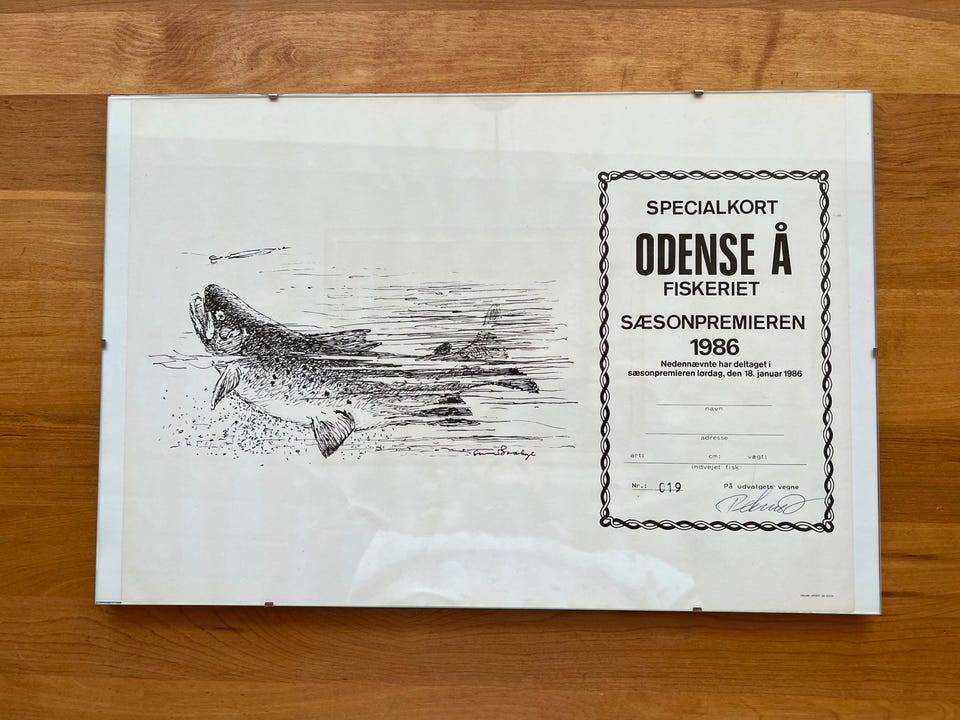 SPECIALKORT
ODENSE Å
FISKERIET
SÆSONPREMIEREN
1986
Nedennævnte har deltaget i
sæsonpremieren lørdag, den 18. januar 1986
navn
adresse
art: cm: vægt:
indvejet fisk
Nr.: 019 På udvalgets vegne